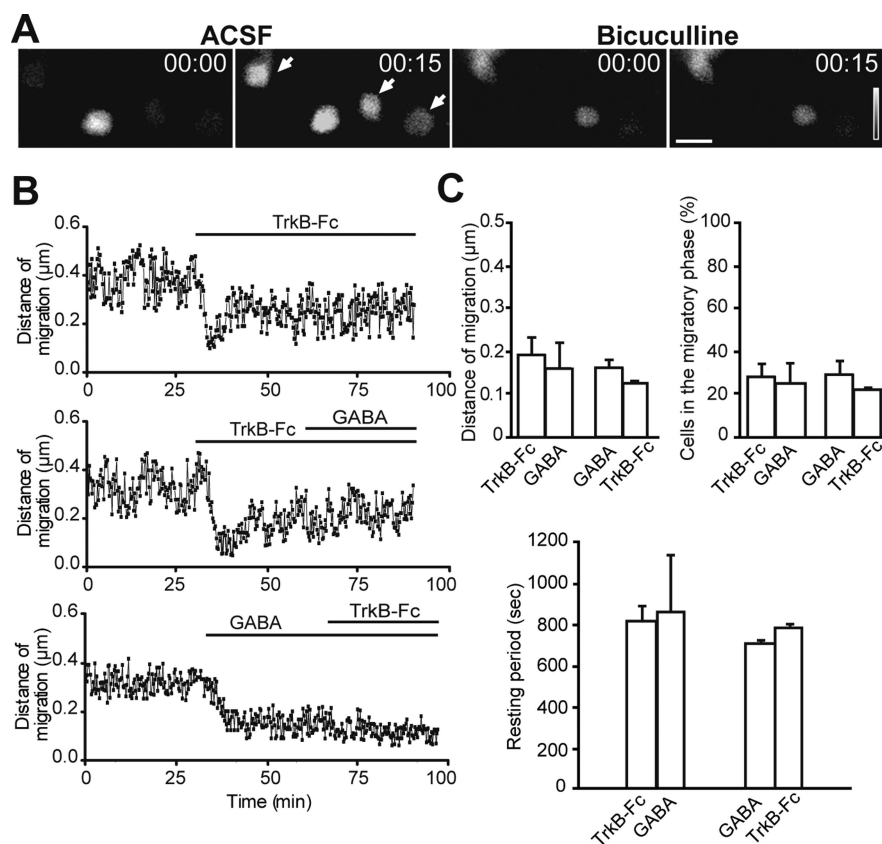 A
ACSF
Bicuculline
00:00
00:15
00:00
00:15
B
0.6
0.4
0.2
0.0
Distance of
migration (μm)
TrkB-Fc
0 25 50 75 100
0.6
0.4
0.2
0.0
Distance of
migration (μm)
GABA
TrkB-Fc
0 25 50 75 100
0.6
0.4
0.2
0.0
Distance of
migration (μm)
TrkB-Fc
GABA
0 25 50 75 100
Time (min)
C
0.5
0.4
0.3
0.2
0.1
0
Distance of migration (μm)
TrkB-Fc
GABA
GABA
TrkB-Fc
100
80
60
40
20
0
Cells in the migratory phase (%)
TrkB-Fc
GABA
GABA
TrkB-Fc
1200
1000
800
600
400
200
0
Resting period (sec)
TrkB-Fc
GABA
GABA
TrkB-Fc